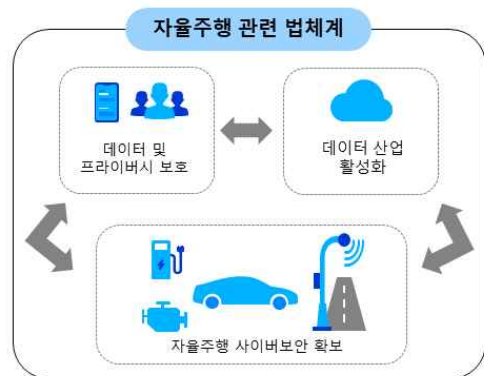 자율주행 관련 법체계
데이터 및
프라이버시 보호
데이터 산업
활성화
자율주행 사이버보안 확보